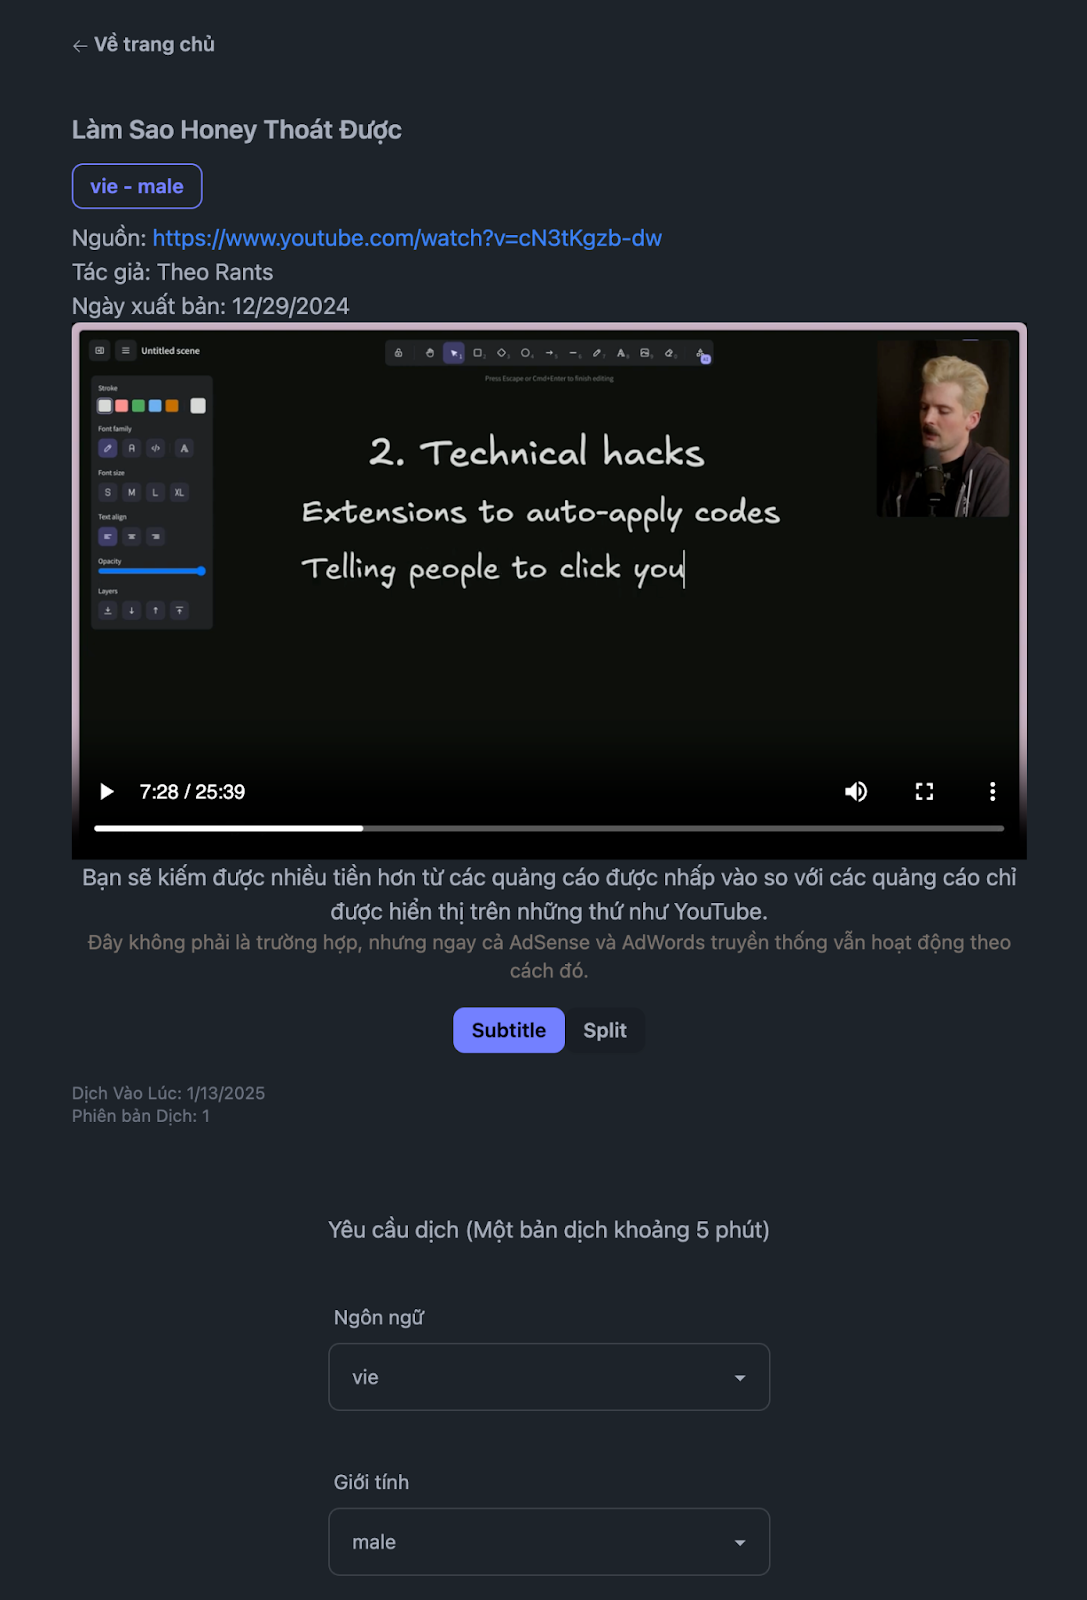 ← Về trang chủ
Làm Sao Honey Thoát Được
vie - male
Nguồn: https://www.youtube.com/watch?v=cN3tKgzb-dw
Tác giả: Theo Rants
Ngày xuất bản: 12/29/2024
Untitled scene
Press Escape or Cmd+Enter to finish editing
Stroke
Font family
Font size
S M L XL
Text align
Opacity
Layers
2. Technical hacks
Extensions to auto-apply codes
Telling people to click you
7:28 / 25:39
Bạn sẽ kiếm được nhiều tiền hơn từ các quảng cáo được nhấp vào so với các quảng cáo chỉ
được hiển thị trên những thứ như YouTube.
Đây không phải là trường hợp, nhưng ngay cả AdSense và AdWords truyền thống vẫn hoạt động theo
cách đó.
Subtitle Split
Dịch Vào Lúc: 1/13/2025
Phiên bản Dịch: 1
Yêu cầu dịch (Một bản dịch khoảng 5 phút)
Ngôn ngữ
vie
Giới tính
male